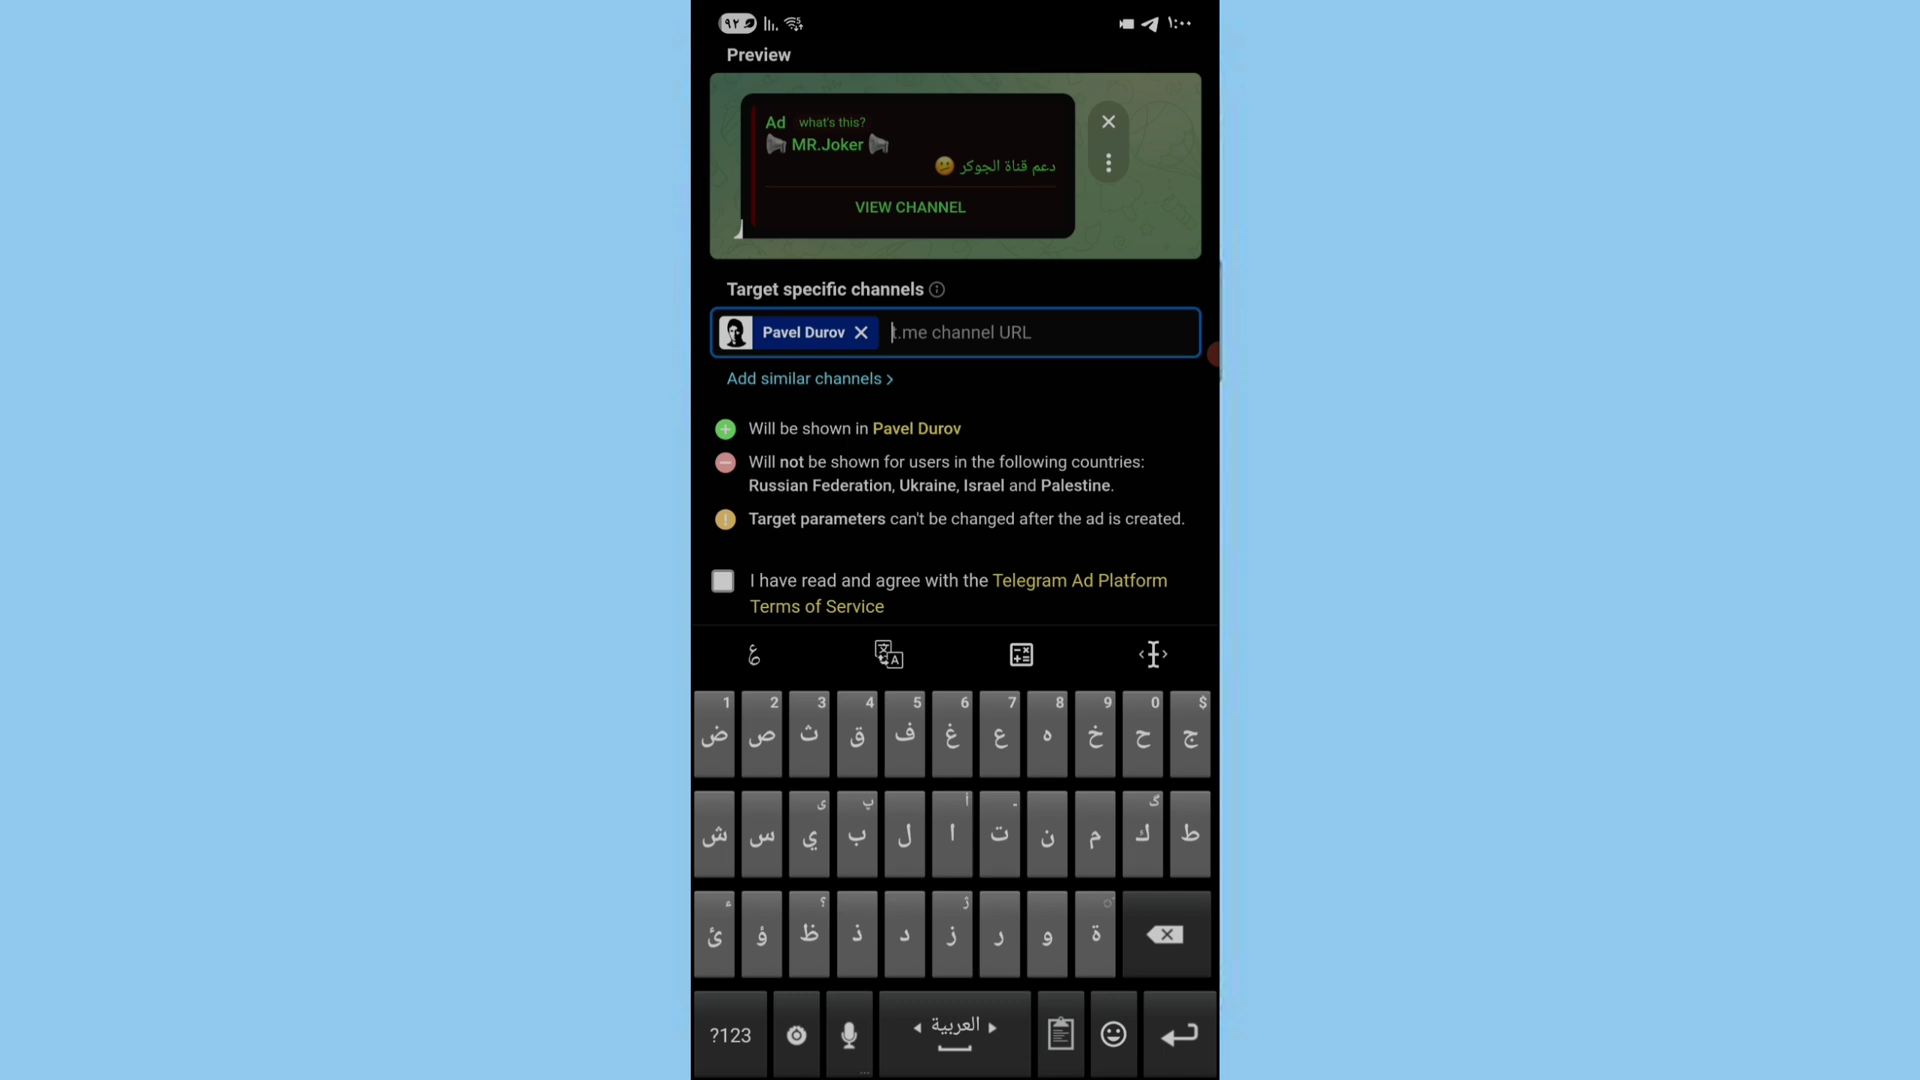 ٩٢
١:٠٠
Preview
Ad what's this?
📢 MR.Joker 📢
دعم قناة الجوكر 🫤
VIEW CHANNEL
Target specific channels
Pavel Durov t.me channel URL
Add similar channels >
Will be shown in Pavel Durov
Will not be shown for users in the following countries:
Russian Federation, Ukraine, Israel and Palestine.
Target parameters can't be changed after the ad is created.
I have read and agree with the Telegram Ad Platform
Terms of Service
ع
1 2 3 4 5 6 7 8 9 0 $
ض ص ث ق ف غ ع ه خ ح ج
ى پ أ - گ
ش س ي ب ل ا ت ن م ك ط
ء ؟ ژ
ئ ؤ ظ ذ د ز ر و ة
?123 العربية